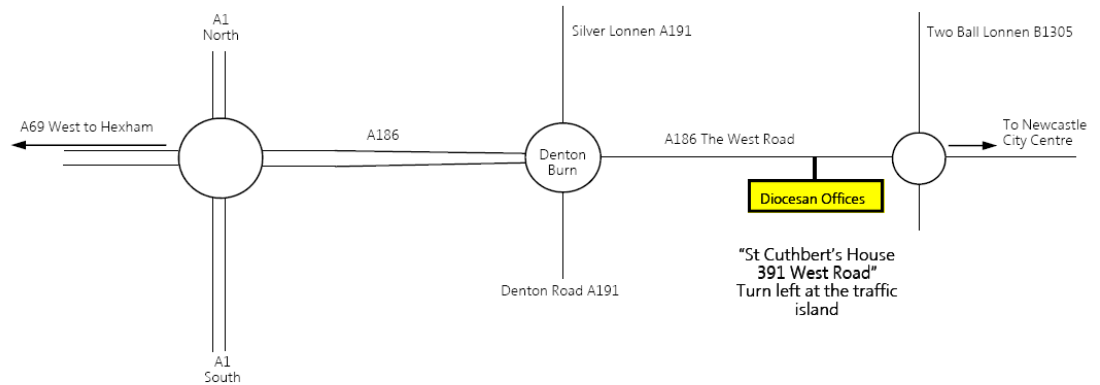 A1
North
Silver Lonnen A191
Two Ball Lonnen B1305
A69 West to Hexham
A186
Denton
Burn
A186 The West Road
To Newcastle
City Centre
Diocesan Offices
“St Cuthbert’s House
391 West Road”
Turn left at the traffic
island
Denton Road A191
A1
South